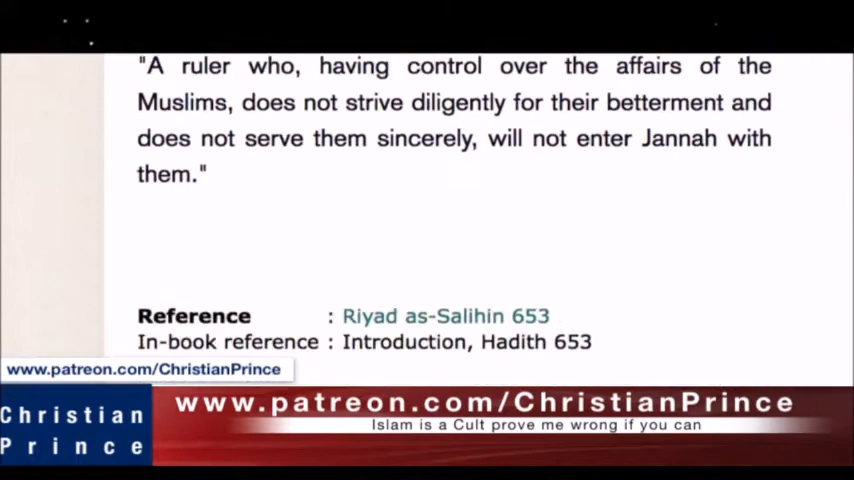 "A ruler who, having control over the affairs of the
Muslims, does not strive diligently for their betterment and
does not serve them sincerely, will not enter Jannah with
them."
Reference : Riyad as-Salihin 653
In-book reference : Introduction, Hadith 653
www.patreon.com/ChristianPrince
www.patreon.com/ChristianPrince
Islam is a Cult prove me wrong if you can
Christian
Prince